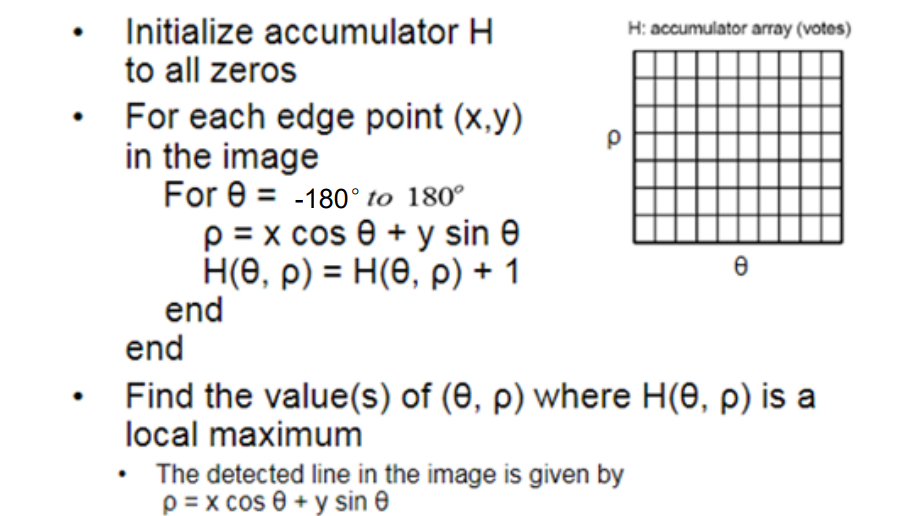 • Initialize accumulator H
to all zeros
• For each edge point (x,y)
in the image
For θ = -180° to 180°
ρ = x cos θ + y sin θ
H(θ, ρ) = H(θ, ρ) + 1
end
end
• Find the value(s) of (θ, ρ) where H(θ, ρ) is a
local maximum
• The detected line in the image is given by
ρ = x cos θ + y sin θ
H: accumulator array (votes)
ρ
θ